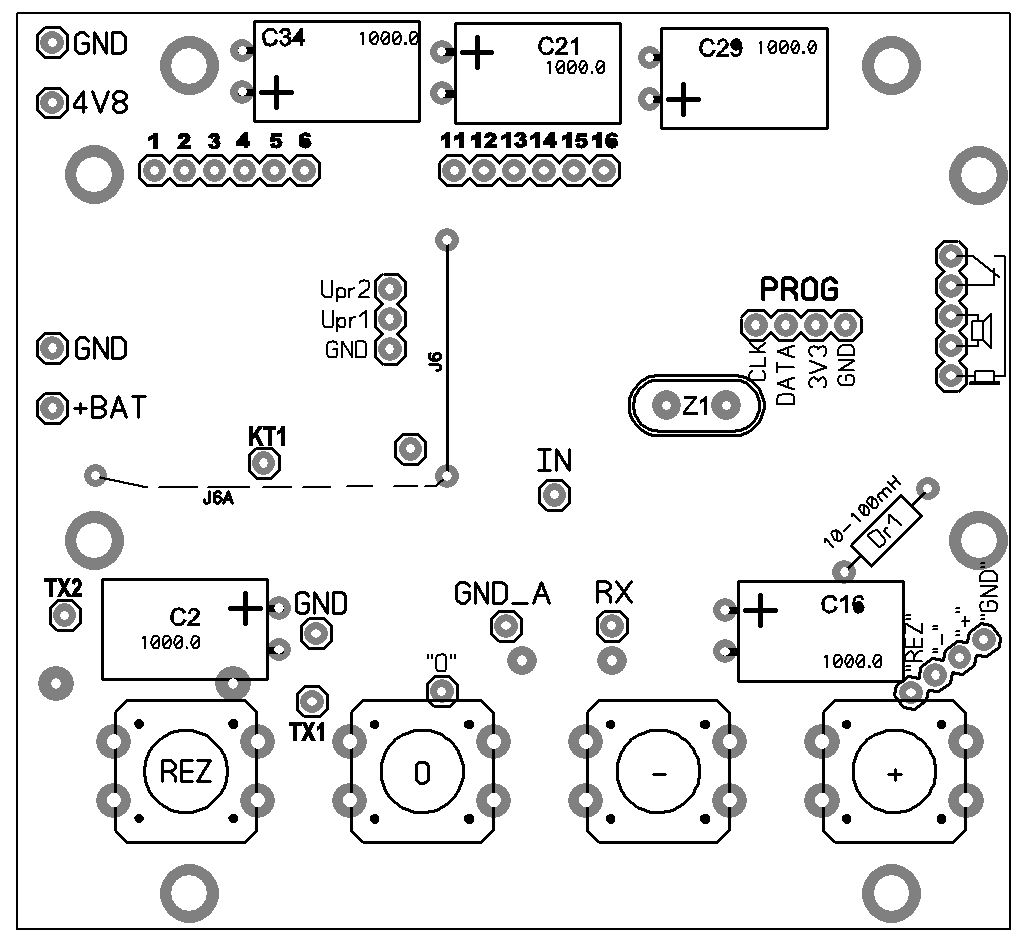 GND
C34
1000.0
C21
1000.0
C29
1000.0
4V8
1 2 3 4 5 6
11 12 13 14 15 16
Upr2
Upr1
GND
J6
PROG
CLK
DATA
3V3
GND
GND
+BAT
Z1
KT1
J6A
IN
10-100mH
Dr1
TX2
C2
1000.0
GND
GND_A
RX
C16
1000.0
"REZ"
"-"
"+"
"GND"
"0"
TX1
REZ
0
-
+